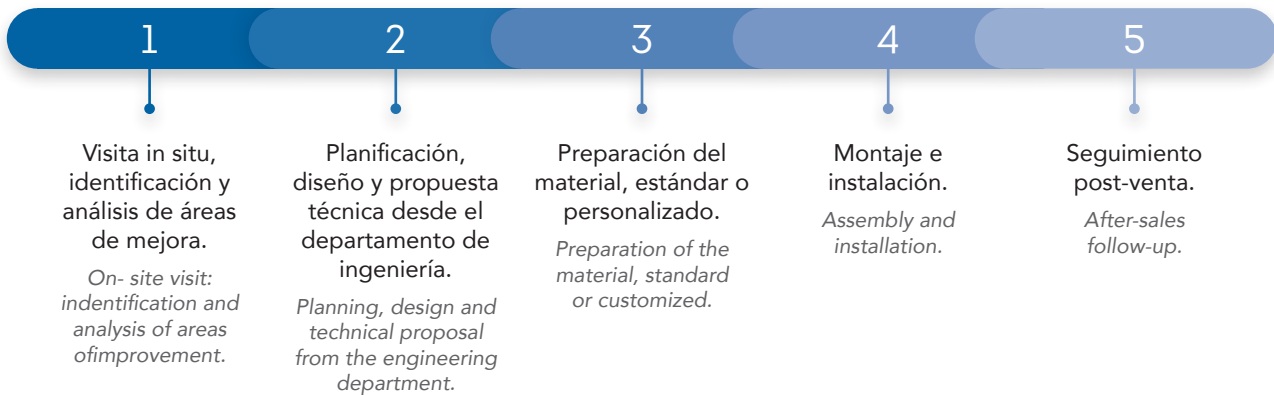 1
2
3
4
5
Visita in situ,
identificación y
análisis de áreas
de mejora.
On- site visit:
indentification and
analysis of areas
ofimprovement.
Planificación,
diseño y propuesta
técnica desde el
departamento de
ingeniería.
Planning, design and
technical proposal
from the engineering
department.
Preparación del
material, estándar o
personalizado.
Preparation of the
material, standard
or customized.
Montaje e
instalación.
Assembly and
installation.
Seguimiento
post-venta.
After-sales
follow-up.